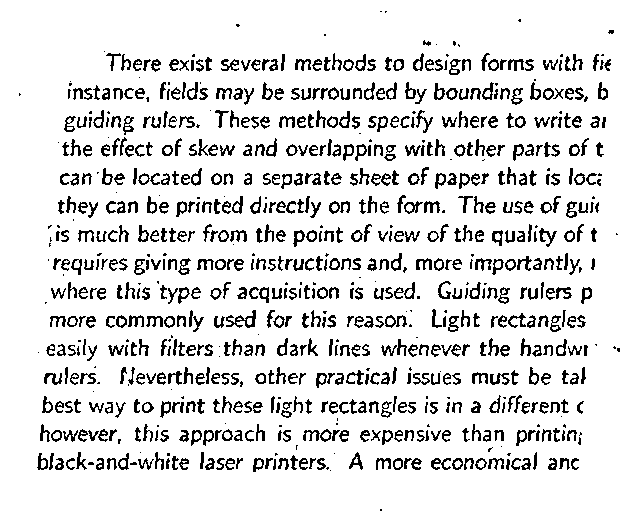 There exist several methods to design forms with fie
instance, fields may be surrounded by bounding boxes, b
guiding rulers. These methods specify where to write ar
the effect of skew and overlapping with other parts of t
can be located on a separate sheet of paper that is loca
they can be printed directly on the form. The use of guid
is much better from the point of view of the quality of t
requires giving more instructions and, more importantly, r
where this type of acquisition is used. Guiding rulers p
more commonly used for this reason. Light rectangles
easily with filters than dark lines whenever the handwr
rulers. Nevertheless, other practical issues must be tak
best way to print these light rectangles is in a different c
however, this approach is more expensive than printing
black-and-white laser printers. A more economical and